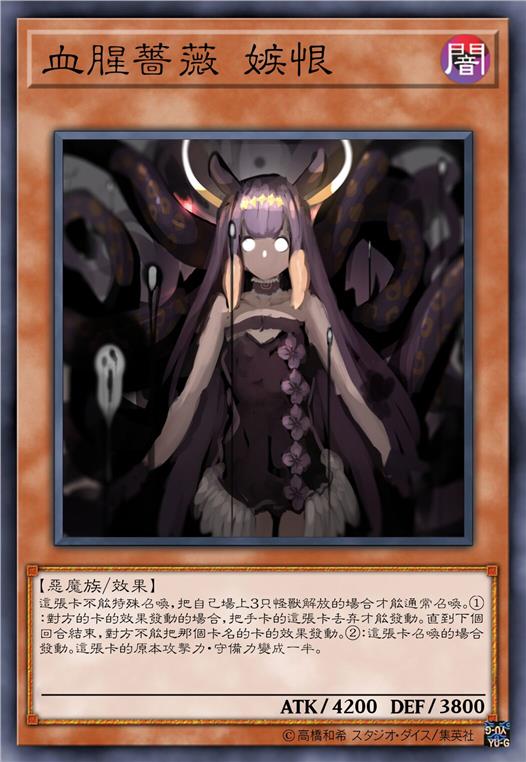 血腥薔薇 嫉恨
闇
【惡魔族/效果】
這張卡不能特殊召喚，把自己場上3只怪獸解放的場合才能通常召喚。①
：對方的卡的效果發動的場合，把手卡的這張卡去弃才能發動。直到下個
回合結束，對方不能把那個卡名的卡的效果發動。②：這張卡召喚的場合
發動。這張卡的原本攻擊力·守備力變成一半。
ATK/4200 DEF/3800
©高橋和希 スタジオ・ダイス/集英社
YU-G